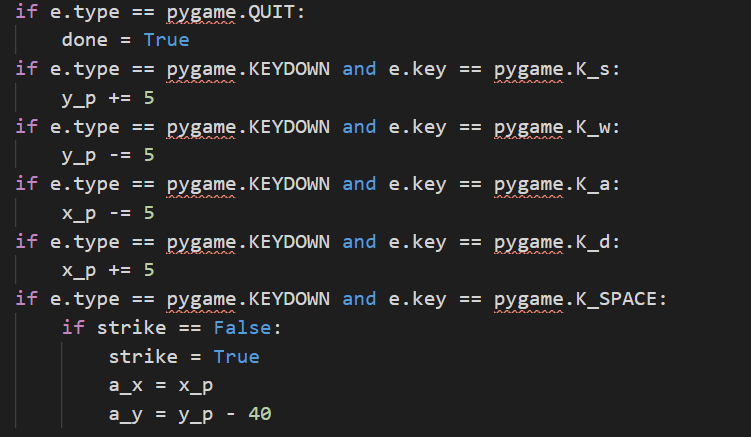 if e.type == pygame.QUIT:
    done = True
if e.type == pygame.KEYDOWN and e.key == pygame.K_s:
    y_p += 5
if e.type == pygame.KEYDOWN and e.key == pygame.K_w:
    y_p -= 5
if e.type == pygame.KEYDOWN and e.key == pygame.K_a:
    x_p -= 5
if e.type == pygame.KEYDOWN and e.key == pygame.K_d:
    x_p += 5
if e.type == pygame.KEYDOWN and e.key == pygame.K_SPACE:
    if strike == False:
        strike = True
        a_x = x_p
        a_y = y_p - 40